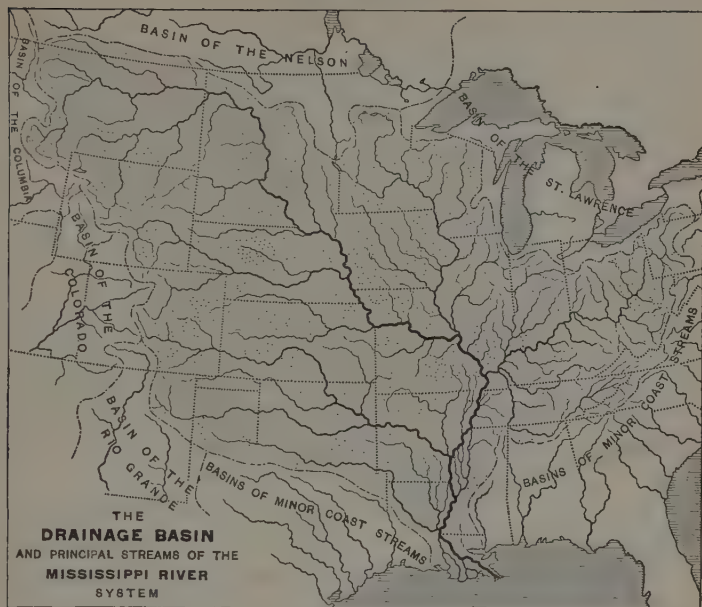 BASIN OF THE NELSON
BASIN OF THE COLUMBIA
BASIN OF THE ST. LAWRENCE
BASIN OF THE
COLORADO
BASIN OF THE
RIO GRANDE
BASINS OF MINOR COAST STREAMS
BASINS OF MINOR COAST STREAMS
THE
DRAINAGE BASIN
AND PRINCIPAL STREAMS OF THE
MISSISSIPPI RIVER
SYSTEM